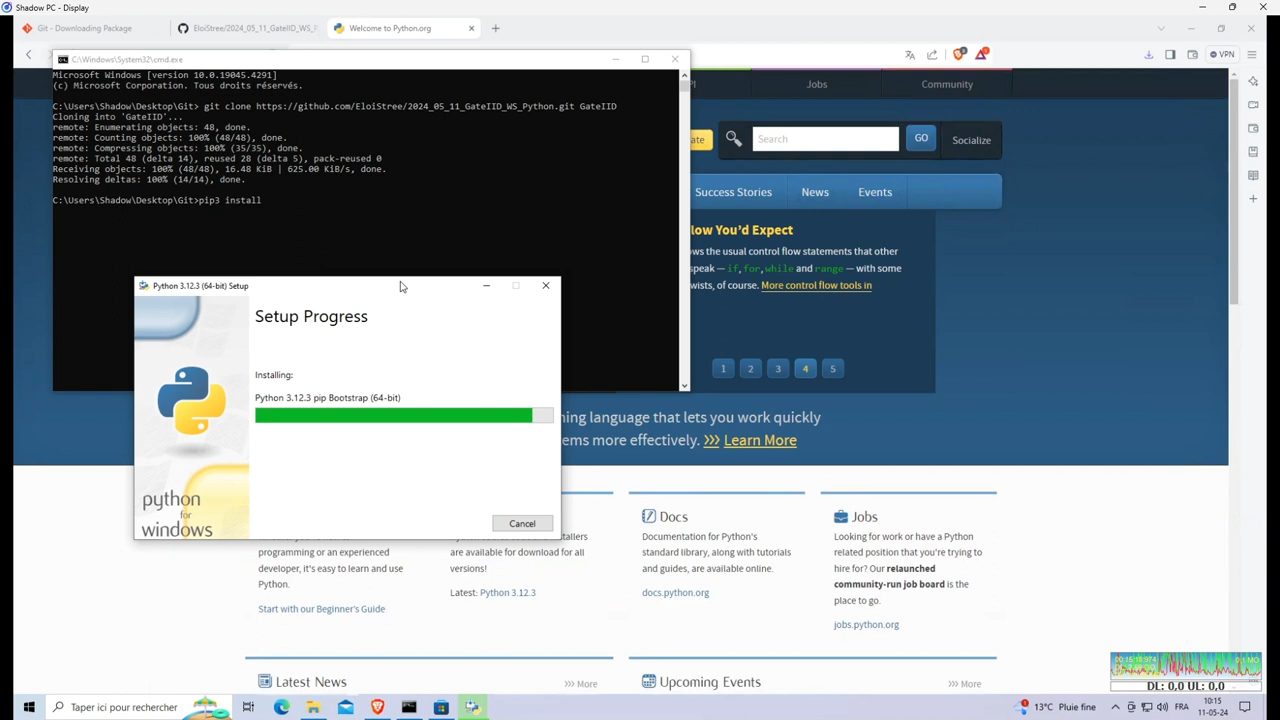 Shadow PC - Display
Git - Downloading Package
EloiStree/2024_05_11_GateIID_WS_P
Welcome to Python.org
VPN
C:\Windows\System32\cmd.exe
Microsoft Windows [version 10.0.19045.4291]
(c) Microsoft Corporation. Tous droits réservés.
C:\Users\Shadow\Desktop\Git> git clone https://github.com/EloiStree/2024_05_11_GateIID_WS_Python.git GateIID
Cloning into 'GateIID'...
remote: Enumerating objects: 48, done.
remote: Counting objects: 100% (48/48), done.
remote: Compressing objects: 100% (35/35), done.
remote: Total 48 (delta 14), reused 28 (delta 5), pack-reused 0
Receiving objects: 100% (48/48), 16.48 KiB | 625.00 KiB/s, done.
Resolving deltas: 100% (14/14), done.
C:\Users\Shadow\Desktop\Git>pip3 install
PI
Jobs
Community
ate
Search
GO
Socialize
Success Stories
News
Events
low You'd Expect
ws the usual control flow statements that other
speak — if, for, while and range — with some
wists, of course. More control flow tools in
1 2 3 4 5
Python 3.12.3 (64-bit) Setup
Setup Progress
Installing:
Python 3.12.3 pip Bootstrap (64-bit)
python
for
windows
Cancel
ning language that lets you work quickly
ems more effectively. >>> Learn More
programming or an experienced
developer, it's easy to learn and use
Python.
Start with our Beginner's Guide
stallers
are available for download for all
versions!
Latest: Python 3.12.3
Docs
Documentation for Python's
standard library, along with tutorials
and guides, are available online.
docs.python.org
Jobs
Looking for work or have a Python
related position that you're trying to
hire for? Our relaunched
community-run job board is the
place to go.
jobs.python.org
Latest News
>>> More
Upcoming Events
>>> More
DL: 0,0 UL: 0,0
Taper ici pour rechercher
13°C Pluie fine
FRA
10:15
11-05-24